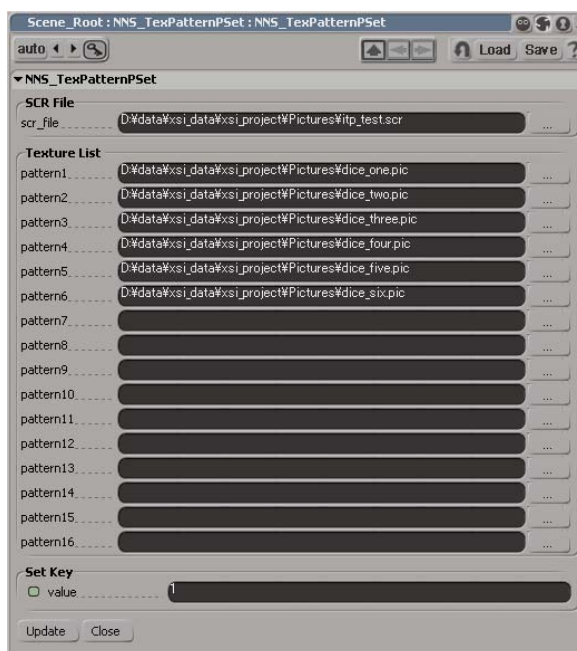 Scene_Root : NNS_TexPatternPSet : NNS_TexPatternPSet
auto Load Save ?
NNS_TexPatternPSet
SCR File
scr_file D:¥data¥xsi_data¥xsi_project¥Pictures¥itp_test.scr ...
Texture List
pattern1 D:¥data¥xsi_data¥xsi_project¥Pictures¥dice_one.pic ...
pattern2 D:¥data¥xsi_data¥xsi_project¥Pictures¥dice_two.pic ...
pattern3 D:¥data¥xsi_data¥xsi_project¥Pictures¥dice_three.pic ...
pattern4 D:¥data¥xsi_data¥xsi_project¥Pictures¥dice_four.pic ...
pattern5 D:¥data¥xsi_data¥xsi_project¥Pictures¥dice_five.pic ...
pattern6 D:¥data¥xsi_data¥xsi_project¥Pictures¥dice_six.pic ...
pattern7 ...
pattern8 ...
pattern9 ...
pattern10 ...
pattern11 ...
pattern12 ...
pattern13 ...
pattern14 ...
pattern15 ...
pattern16 ...
Set Key
value 1
Update Close